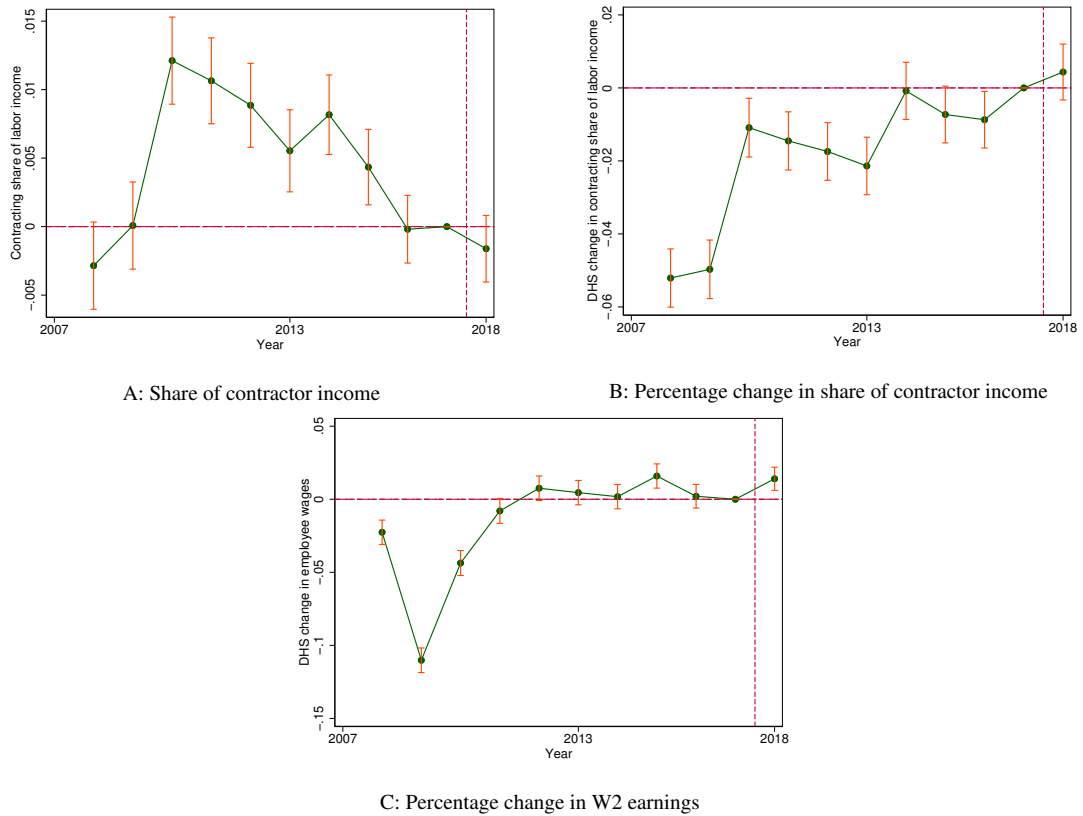 Contracting share of labor income
.015
.01
.005
0
-.005
2007
2013
2018
Year
A: Share of contractor income
DHS change in contracting share of labor income
.02
0
-.02
-.04
-.06
2007
2013
2018
Year
B: Percentage change in share of contractor income
DHS change in employee wages
.05
0
-.05
-.1
-.15
2007
2013
2018
Year
C: Percentage change in W2 earnings